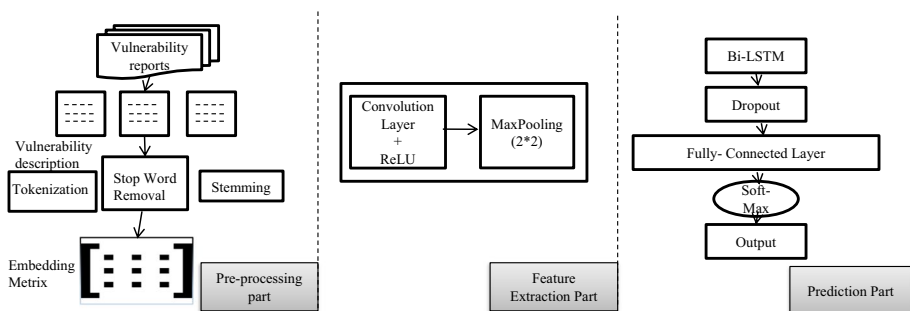 Vulnerability
reports
Vulnerability
description
Tokenization
Stop Word
Removal
Stemming
Embedding
Metrix
Pre-processing
part
Convolution
Layer
+
ReLU
MaxPooling
(2*2)
Feature
Extraction Part
Bi-LSTM
Dropout
Fully- Connected Layer
Soft-
Max
Output
Prediction Part